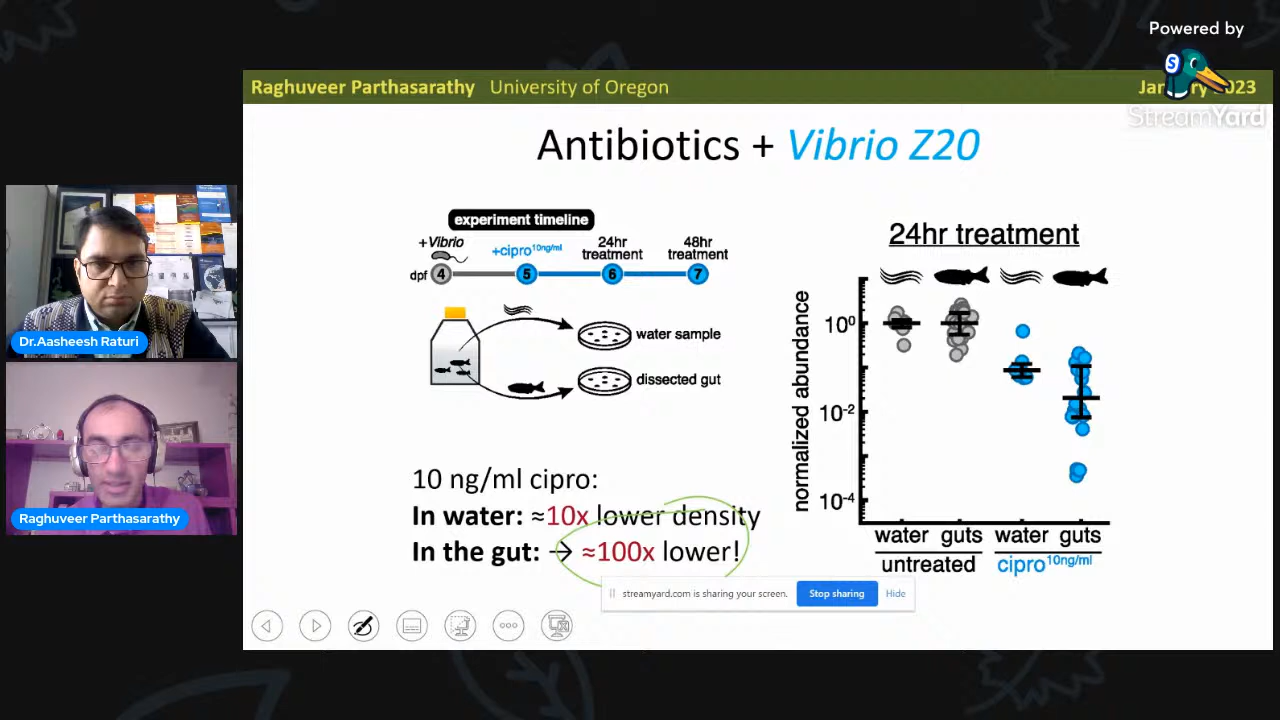 Powered by
S
StreamYard
Raghuveer Parthasarathy University of Oregon
Antibiotics + Vibrio Z20
experiment timeline
+Vibrio
+cipro10ng/ml
24hr treatment
48hr treatment
dpf 4 5 6 7
water sample
dissected gut
10 ng/ml cipro:
In water: ≈10x lower density
In the gut: → ≈100x lower!
24hr treatment
normalized abundance
10^0
10^-2
10^-4
water guts water guts
untreated cipro10ng/ml
Dr.Aasheesh Raturi
Raghuveer Parthasarathy
streamyard.com is sharing your screen.
Stop sharing
Hide